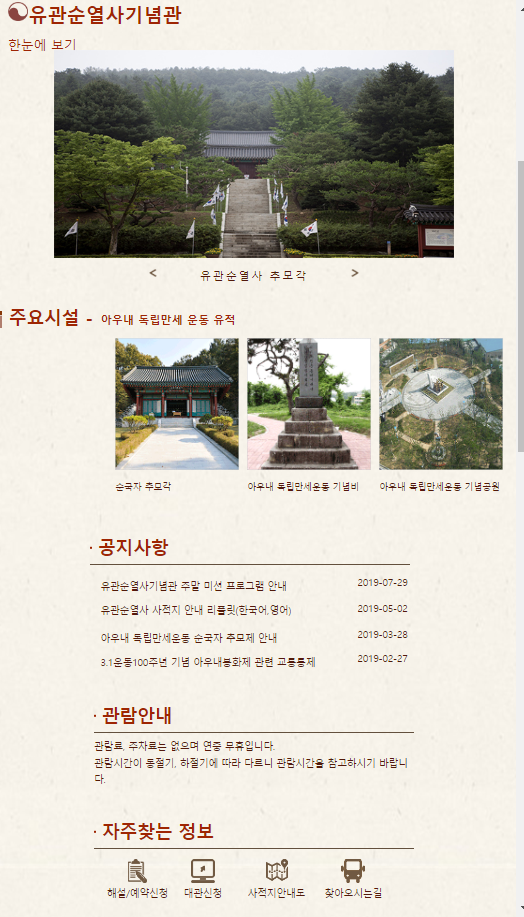 유관순열사기념관
한눈에 보기
<
유관순열사 추모각
>
주요시설 - 아우내 독립만세 운동 유적
순국자 추모각
아우내 독립만세운동 기념비
아우내 독립만세운동 기념공원
· 공지사항
유관순열사기념관 주말 미션 프로그램 안내 2019-07-29
유관순열사 사적지 안내 리플릿(한국어,영어) 2019-05-02
아우내 독립만세운동 순국자 추모제 안내 2019-03-28
3.1운동100주년 기념 아우내봉화제 관련 교통통제 2019-02-27
· 관람안내
관람료, 주차료는 없으며 연중 무휴입니다.
관람시간이 동절기, 하절기에 따라 다르니 관람시간을 참고하시기 바랍니
다.
· 자주찾는 정보
해설/예약신청
대관신청
사적지안내도
찾아오시는길